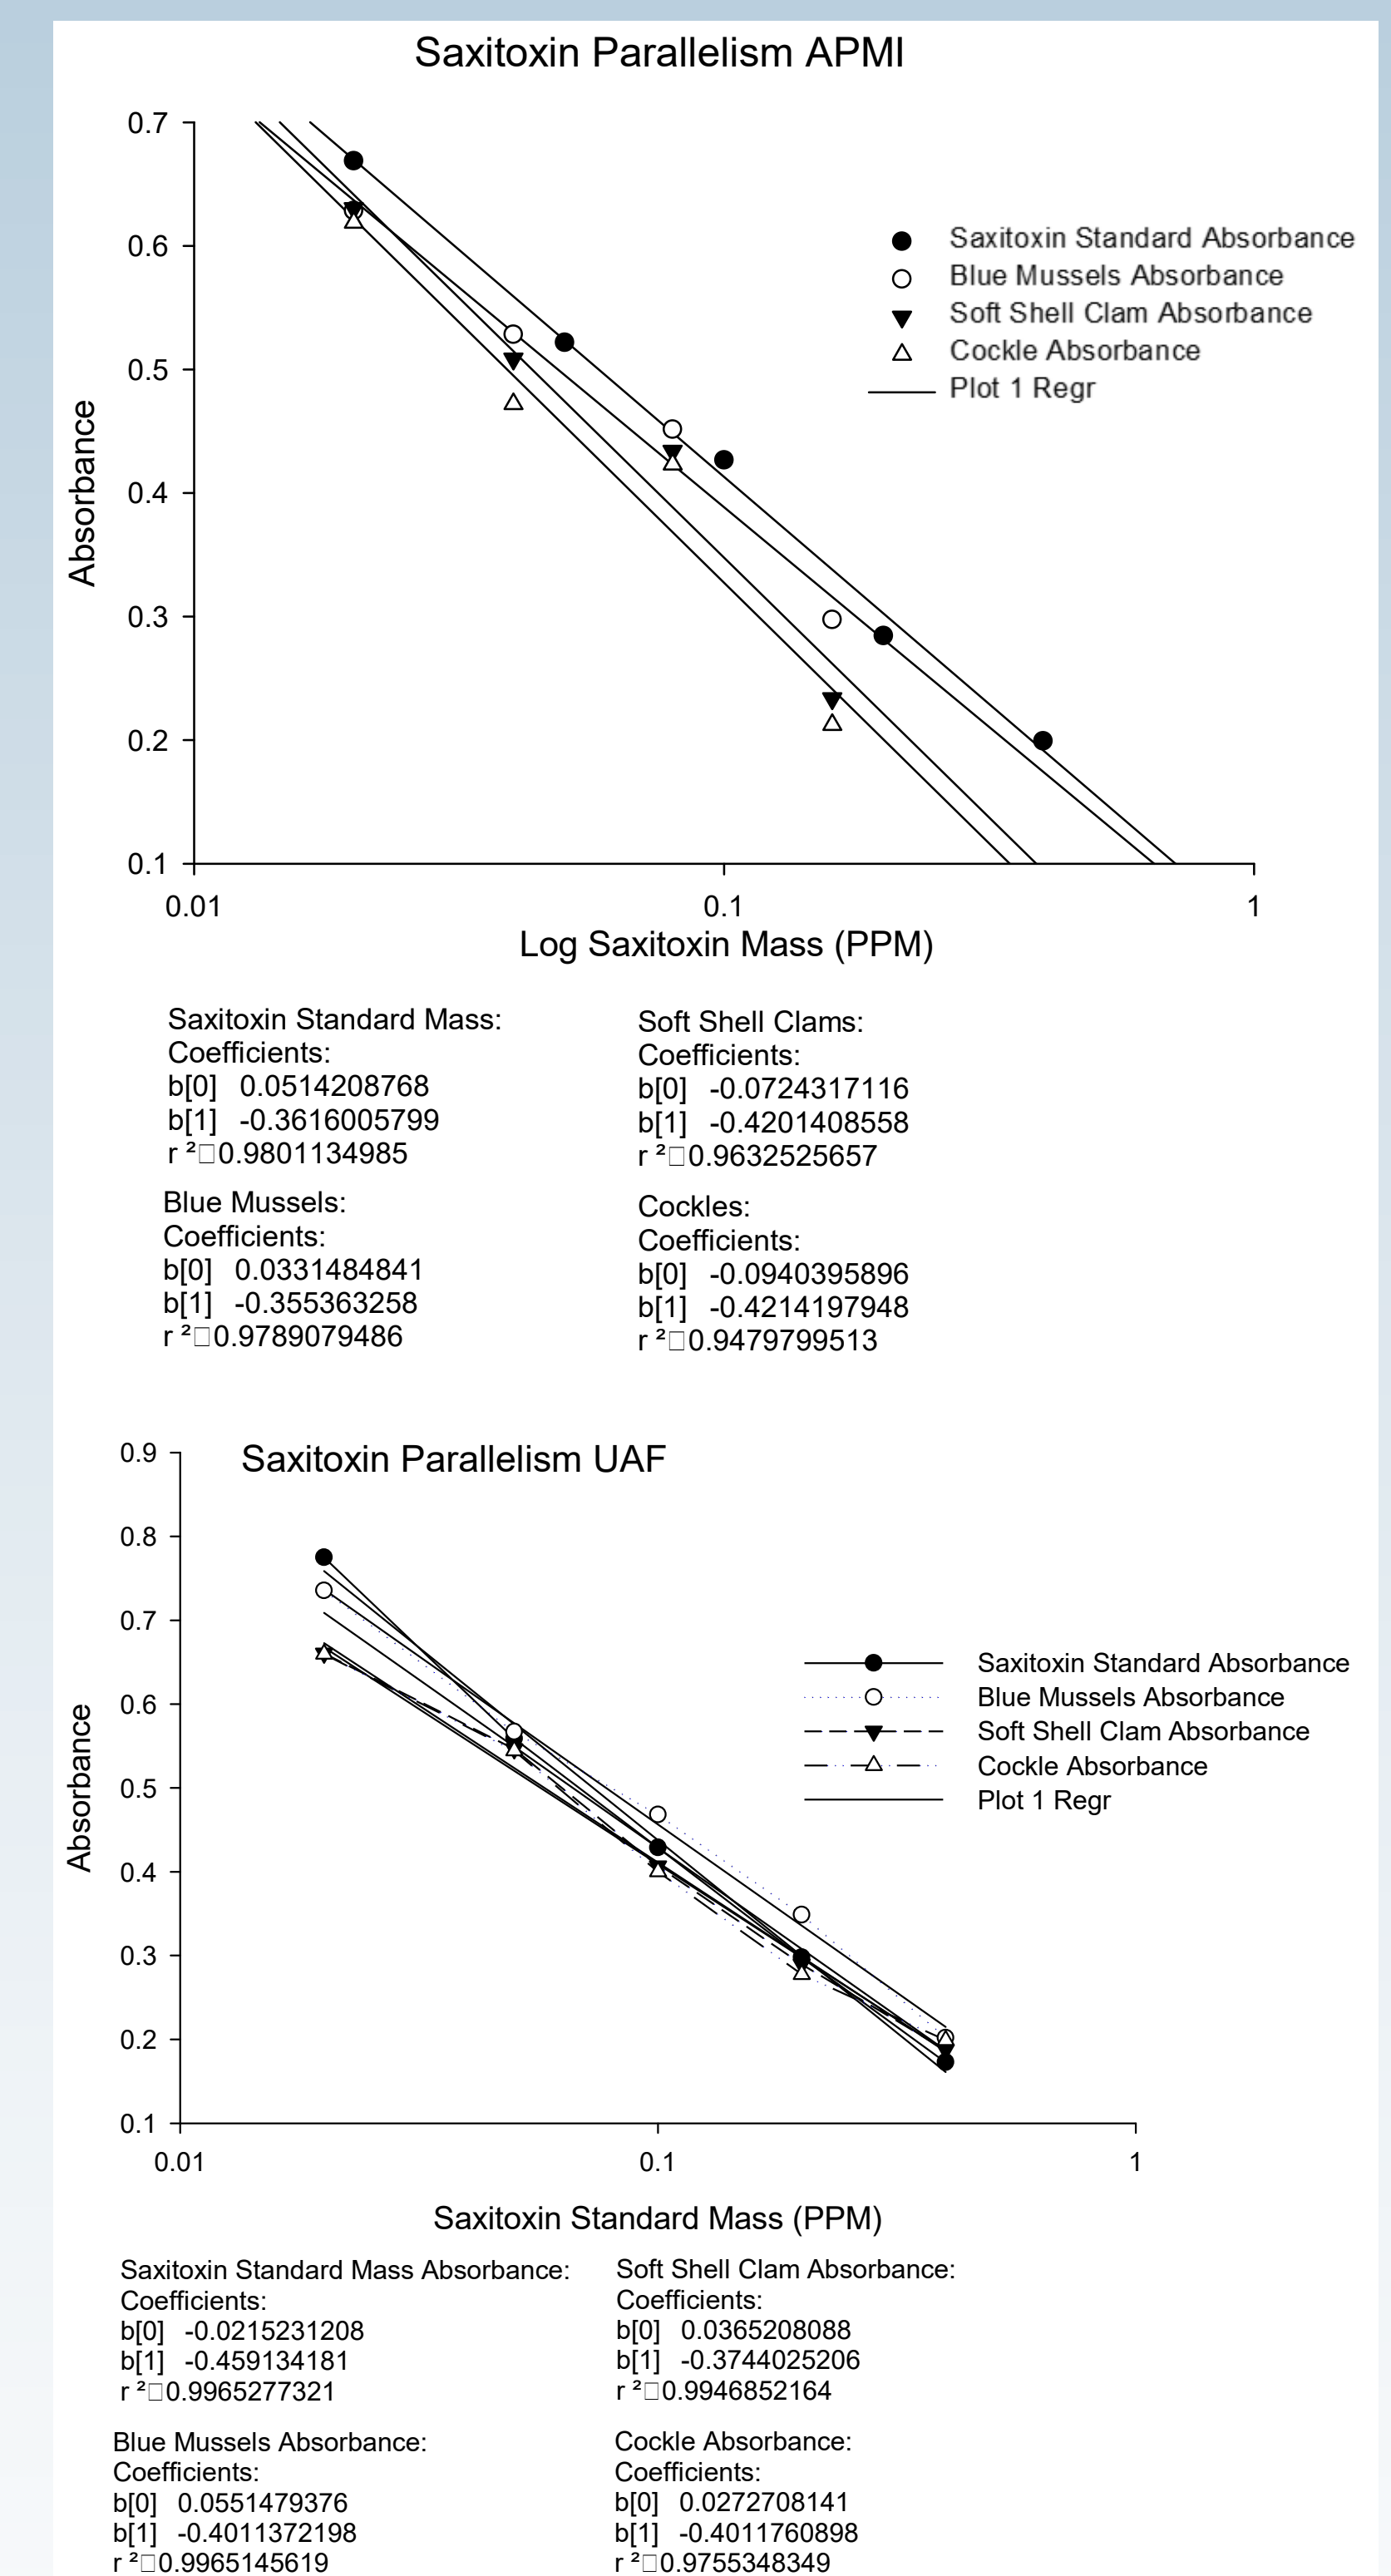 Saxitoxin Parallelism APMI
0.7
0.6
0.5
0.4
0.3
0.2
0.1
Absorbance
Saxitoxin Standard Absorbance
Blue Mussels Absorbance
Soft Shell Clam Absorbance
Cockle Absorbance
Plot 1 Regr
0.01 0.1 1
Log Saxitoxin Mass (PPM)
Saxitoxin Standard Mass:
Coefficients:
b[0] 0.0514208768
b[1] -0.3616005799
r ²□0.9801134985
Soft Shell Clams:
Coefficients:
b[0] -0.0724317116
b[1] -0.4201408558
r ²□0.9632525657
Blue Mussels:
Coefficients:
b[0] 0.0331484841
b[1] -0.355363258
r ²□0.9789079486
Cockles:
Coefficients:
b[0] -0.0940395896
b[1] -0.4214197948
r ²□0.9479799513
Saxitoxin Parallelism UAF
0.9
0.8
0.7
0.6
0.5
0.4
0.3
0.2
0.1
Absorbance
Saxitoxin Standard Absorbance
Blue Mussels Absorbance
Soft Shell Clam Absorbance
Cockle Absorbance
Plot 1 Regr
0.01 0.1 1
Saxitoxin Standard Mass (PPM)
Saxitoxin Standard Mass Absorbance:
Coefficients:
b[0] -0.0215231208
b[1] -0.459134181
r ²□0.9965277321
Soft Shell Clam Absorbance:
Coefficients:
b[0] 0.0365208088
b[1] -0.3744025206
r ²□0.9946852164
Blue Mussels Absorbance:
Coefficients:
b[0] 0.0551479376
b[1] -0.4011372198
r ²□0.9965145619
Cockle Absorbance:
Coefficients:
b[0] 0.0272708141
b[1] -0.4011760898
r ²□0.9755348349